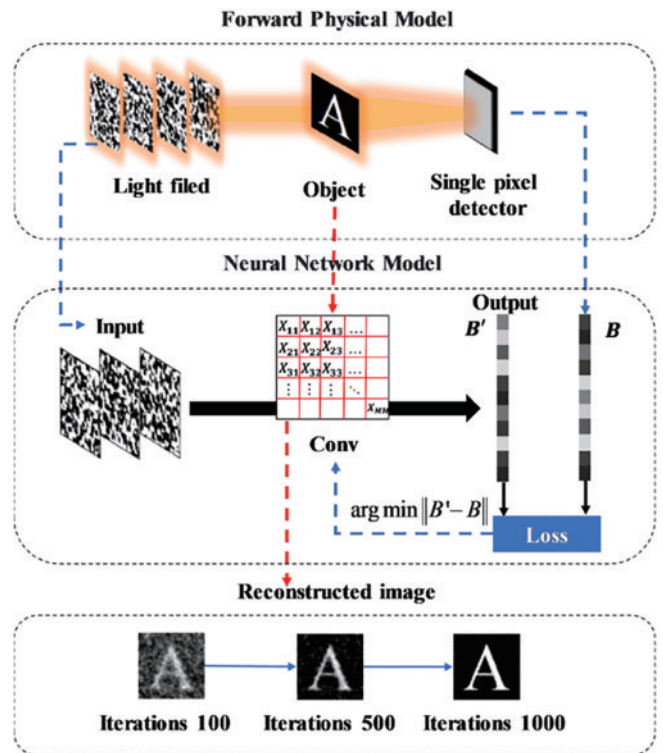 Forward Physical Model
A
Light filed
Object
Single pixel
detector
Neural Network Model
Input
Output
B'
B
X₁₁ X₁₂ X₁₃ ...
X₂₁ X₂₂ X₂₃ ...
X₃₁ X₃₂ X₃₃ ...
⋮ ⋮ ⋮ ⋱
X_MM
Conv
arg min ‖B'− B‖
Loss
Reconstructed image
A
A
A
Iterations 100
Iterations 500
Iterations 1000